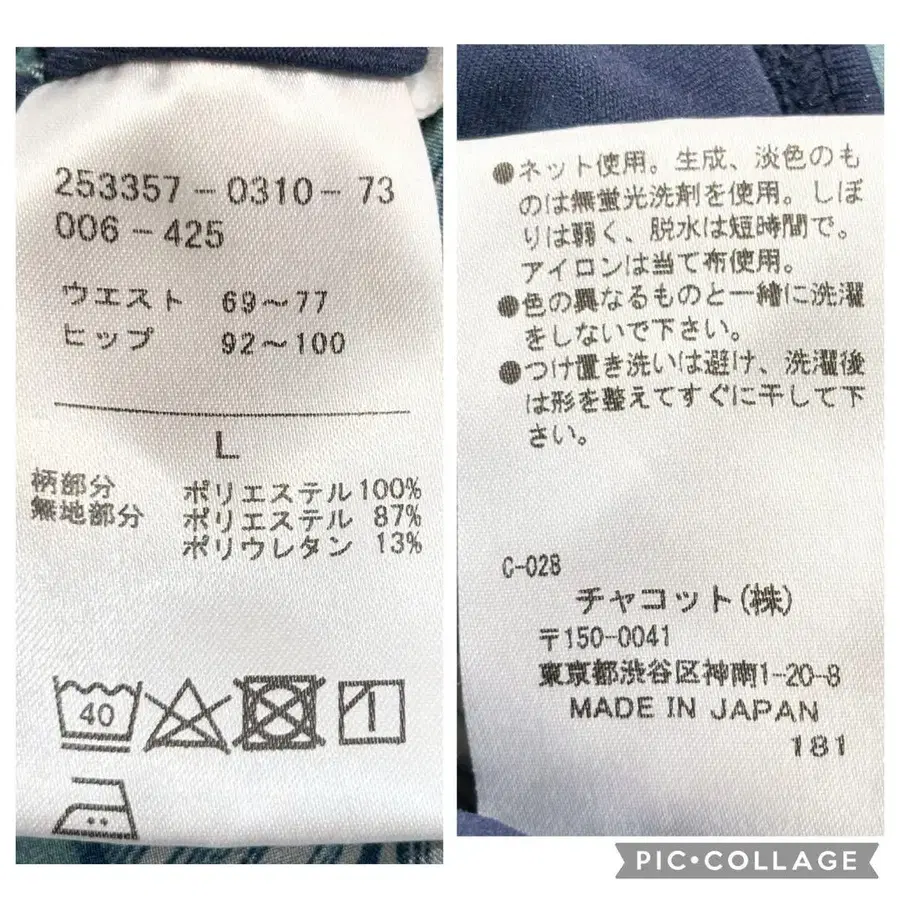 253357-0310-73
006-425
ウエスト 69~77
ヒップ 92~100
L
柄部分 ポリエステル 100%
無地部分 ポリエステル 87%
ポリウレタン 13%
40
●ネット使用。生成、淡色のも
のは無蛍光洗剤を使用。しぼ
りは弱く、脱水は短時間で。
アイロンは当て布使用。
●色の異なるものと一緒に洗濯
をしないで下さい。
●つけ置き洗いは避け、洗濯後
は形を整えてすぐに干して下
さい。
C-028
チャコット(株)
〒150-0041
東京都渋谷区神南1-20-8
MADE IN JAPAN
181
PIC•COLLAGE